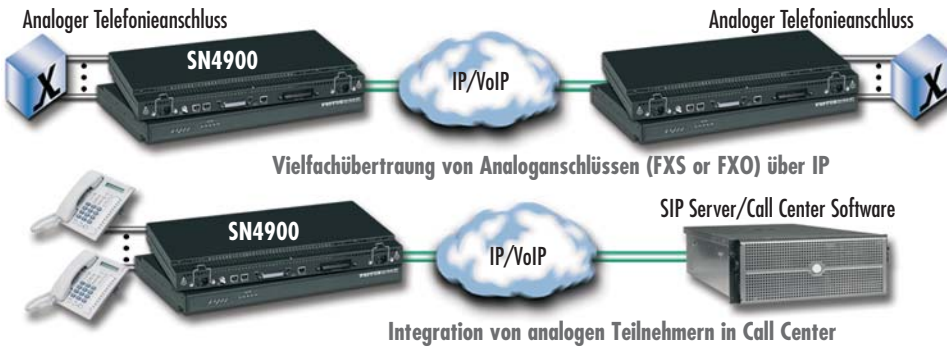 Analoger Telefonieanschluss
Analoger Telefonieanschluss
SN4900
IP/VoIP
X
X
Vielfachübertraung von Analoganschlüssen (FXS or FXO) über IP
SIP Server/Call Center Software
SN4900
IP/VoIP
Integration von analogen Teilnehmern in Call Center